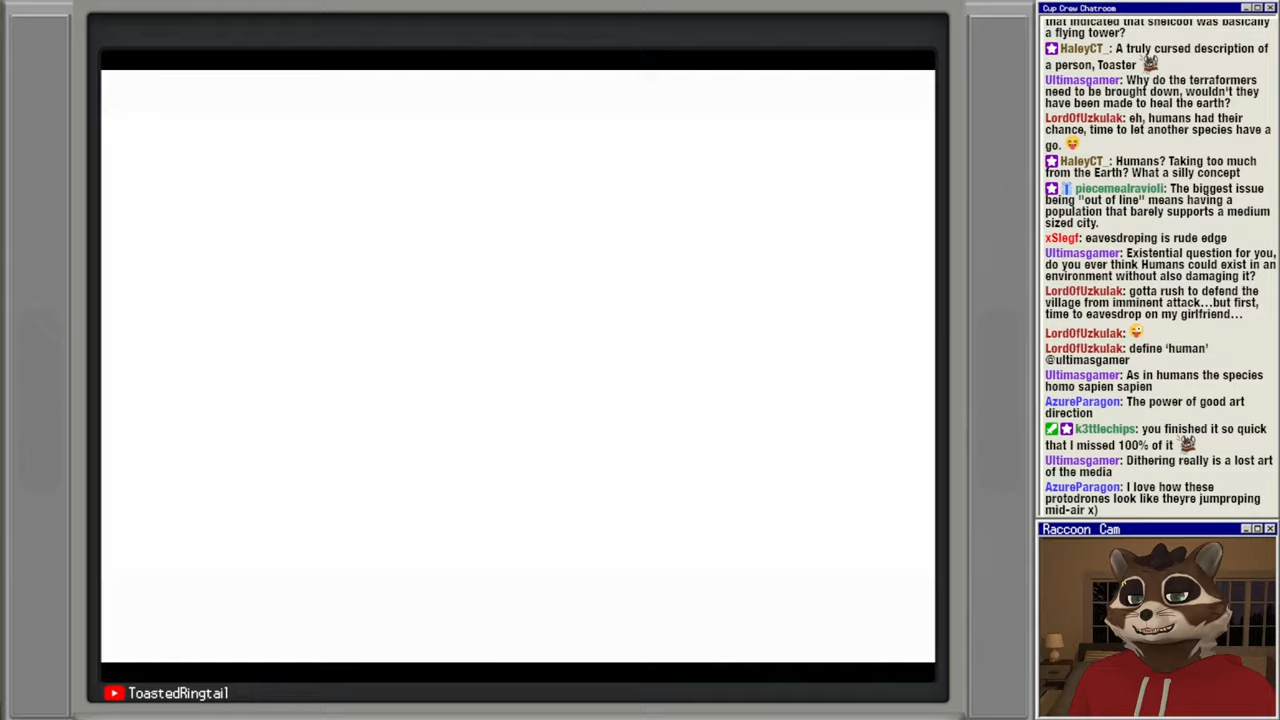 Cup Crew Chatroom
that indicated that shelcoof was basically
a flying tower?
HaleyCT_: A truly cursed description of
a person, Toaster
Ultimasgamer: Why do the terraformers
need to be brought down, wouldn't they
have been made to heal the earth?
LordOfUzkulak: eh, humans had their
chance, time to let another species have a
go.
HaleyCT_: Humans? Taking too much
from the Earth? What a silly concept
piecemealravioli: The biggest issue
being "out of line" means having a
population that barely supports a medium
sized city.
xSlegf: eavesdroping is rude edge
Ultimasgamer: Existential question for you,
do you ever think Humans could exist in an
environment without also damaging it?
LordOfUzkulak: gotta rush to defend the
village from imminent attack...but first,
time to eavesdrop on my girlfriend...
LordOfUzkulak:
LordOfUzkulak: define ‘human’
@ultimasgamer
Ultimasgamer: As in humans the species
homo sapien sapien
AzureParagon: The power of good art
direction
k3ttlechips: you finished it so quick
that I missed 100% of it
Ultimasgamer: Dithering really is a lost art
of the media
AzureParagon: I love how these
protodrones look like theyre jumproping
mid-air x)
Raccoon Cam
ToastedRingtail